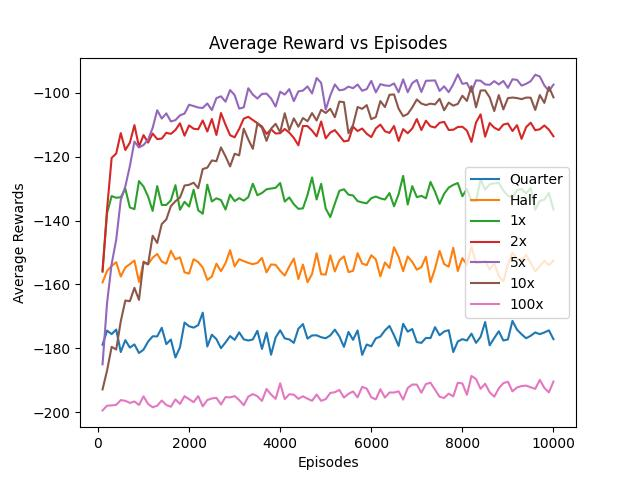 Average Reward vs Episodes
Average Rewards
−100
−120
−140
−160
−180
−200
0
2000
4000
6000
8000
10000
Episodes
Quarter
Half
1x
2x
5x
10x
100x